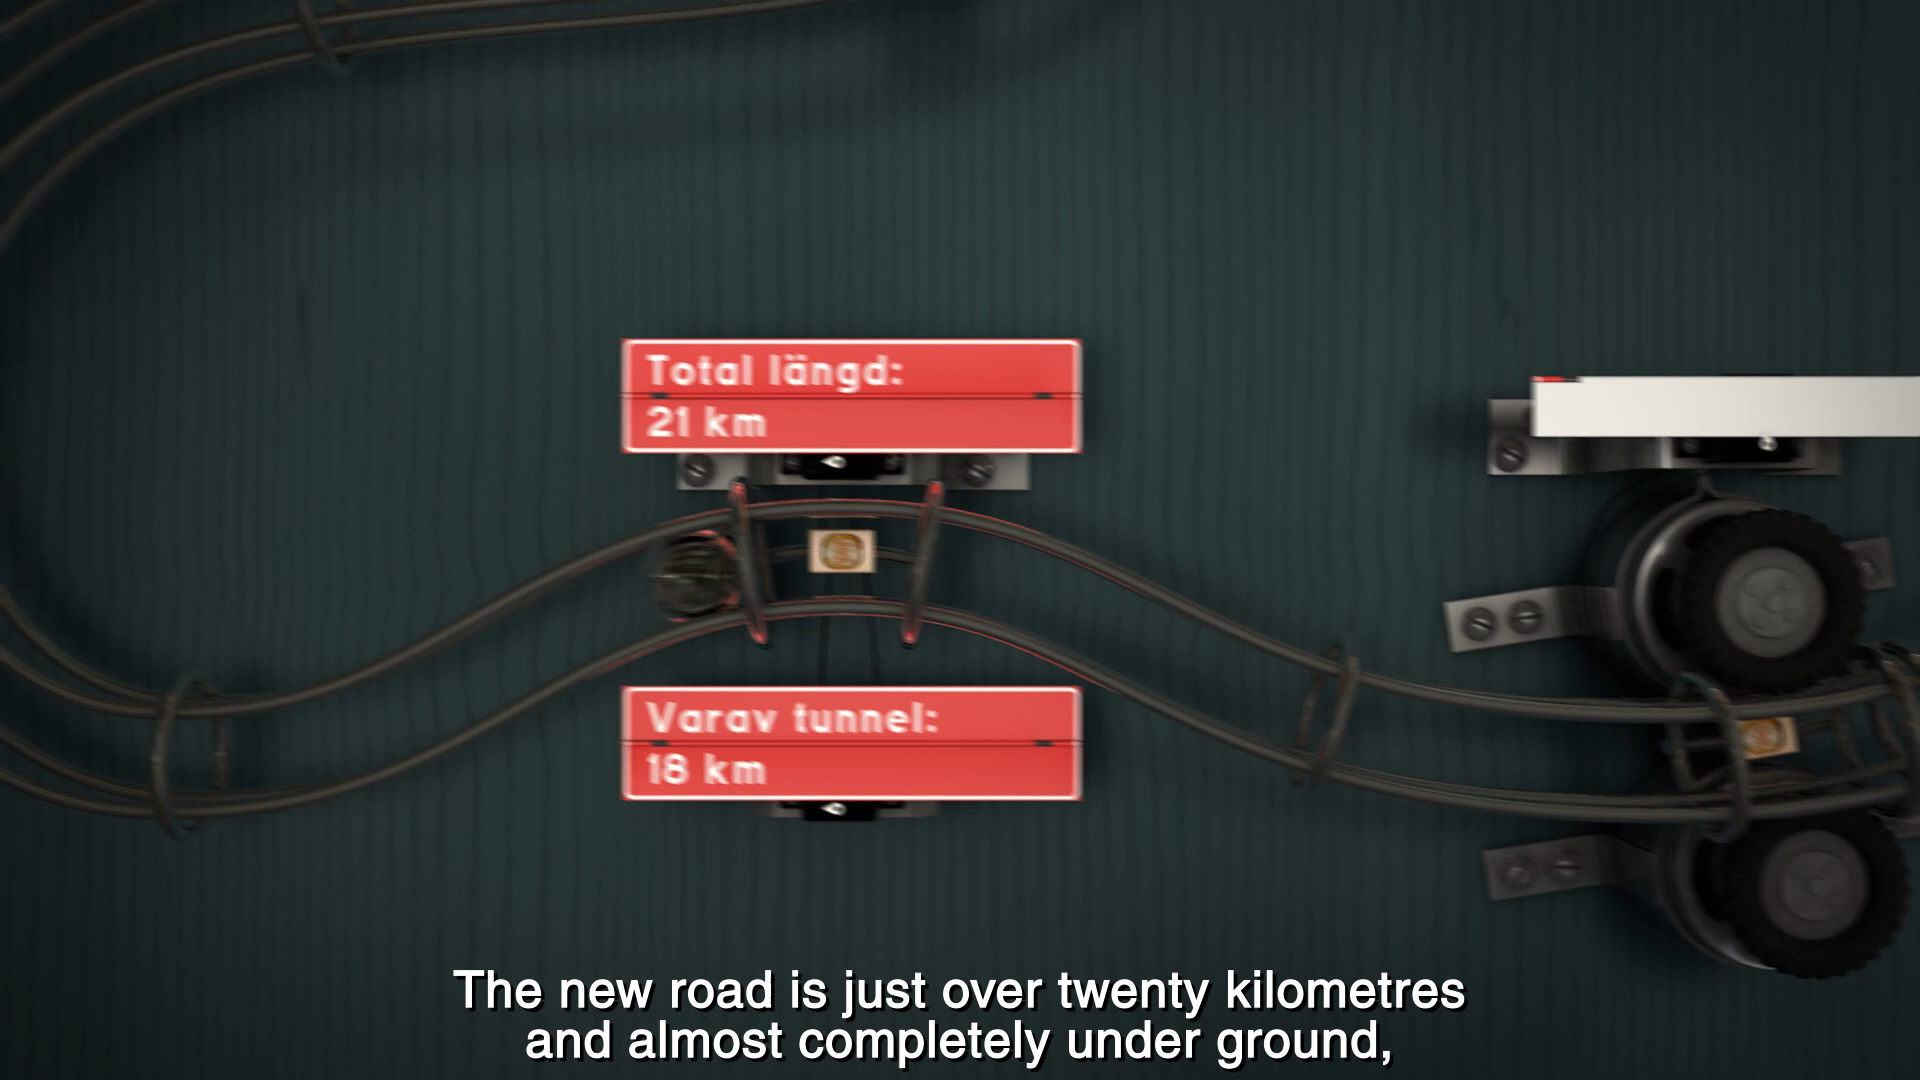 Total längd:
21 km
Varav tunnel:
18 km
The new road is just over twenty kilometres
and almost completely under ground,